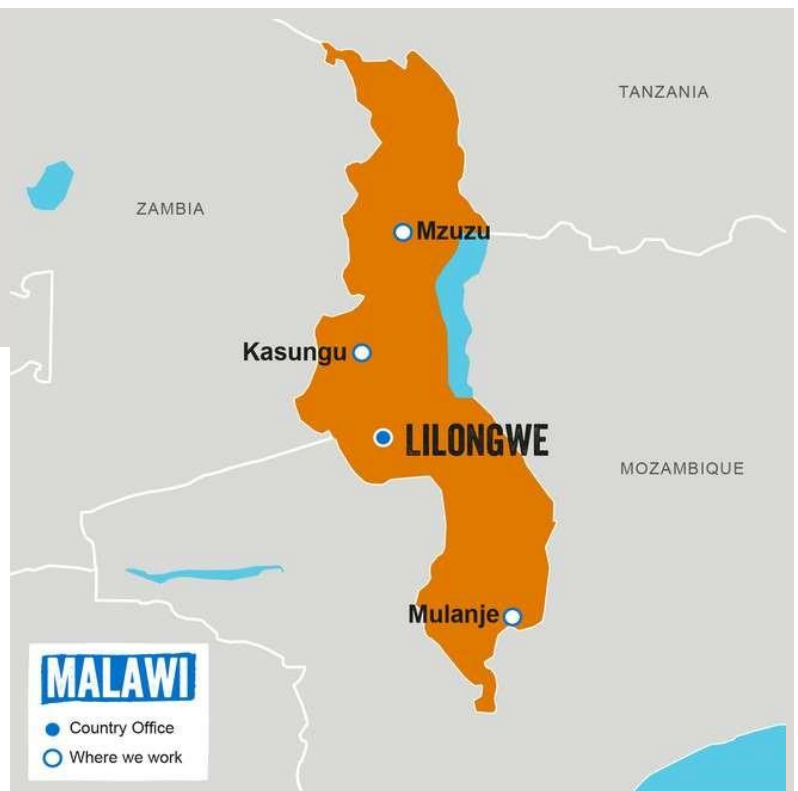 TANZANIA
ZAMBIA
Mzuzu
Kasungu
LILONGWE
MOZAMBIQUE
Mulanje
MALAWI
Country Office
Where we work